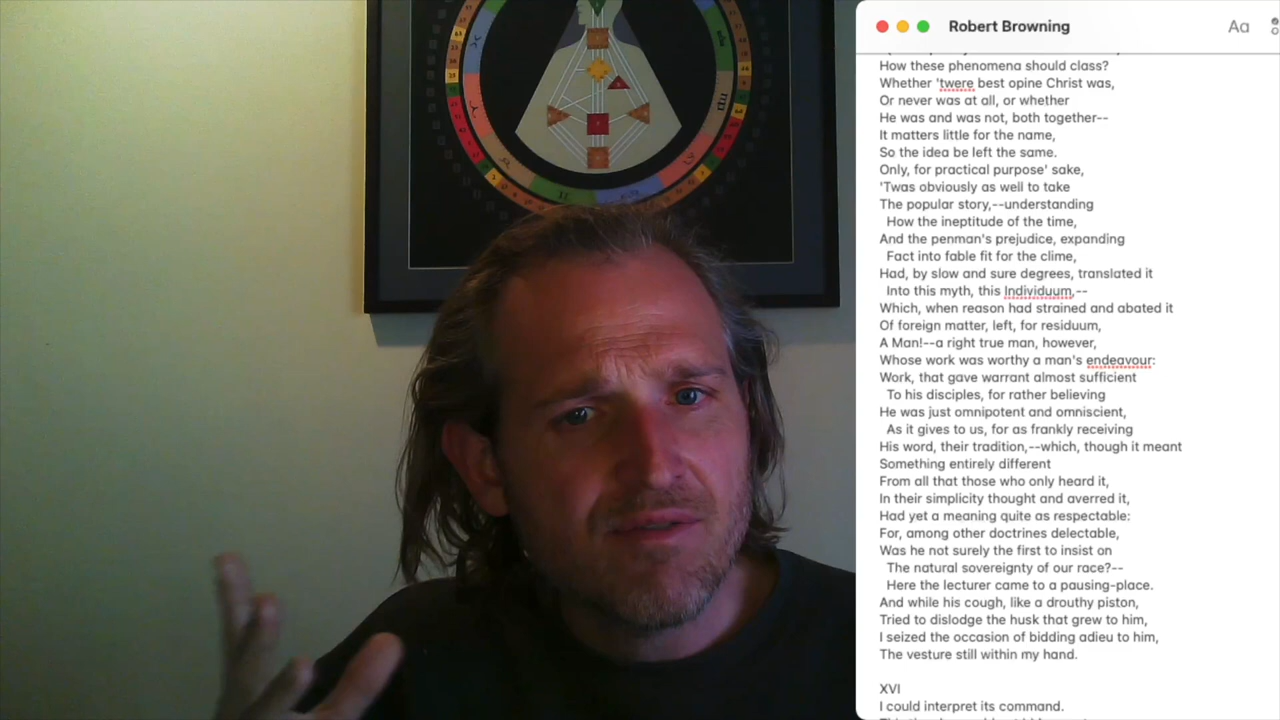 Robert Browning
Aa
How these phenomena should class?
Whether 'twere best opine Christ was,
Or never was at all, or whether
He was and was not, both together--
It matters little for the name,
So the idea be left the same.
Only, for practical purpose' sake,
'Twas obviously as well to take
The popular story,--understanding
How the ineptitude of the time,
And the penman's prejudice, expanding
Fact into fable fit for the clime,
Had, by slow and sure degrees, translated it
Into this myth, this Individuum,--
Which, when reason had strained and abated it
Of foreign matter, left, for residuum,
A Man!--a right true man, however,
Whose work was worthy a man's endeavour:
Work, that gave warrant almost sufficient
To his disciples, for rather believing
He was just omnipotent and omniscient,
As it gives to us, for as frankly receiving
His word, their tradition,--which, though it meant
Something entirely different
From all that those who only heard it,
In their simplicity thought and averred it,
Had yet a meaning quite as respectable:
For, among other doctrines delectable,
Was he not surely the first to insist on
The natural sovereignty of our race?--
Here the lecturer came to a pausing-place.
And while his cough, like a drouthy piston,
Tried to dislodge the husk that grew to him,
I seized the occasion of bidding adieu to him,
The vesture still within my hand.
XVI
I could interpret its command.